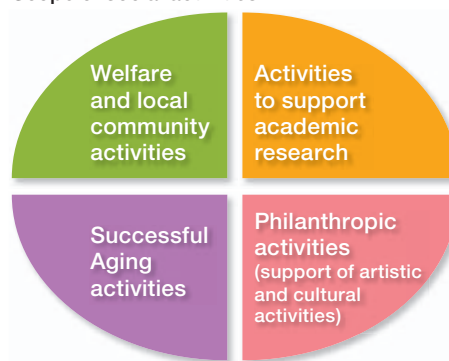 Welfare
and local
community
activities
Activities
to support
academic
research
Successful
Aging
activities
Philanthropic
activities
(support of artistic
and cultural
activities)